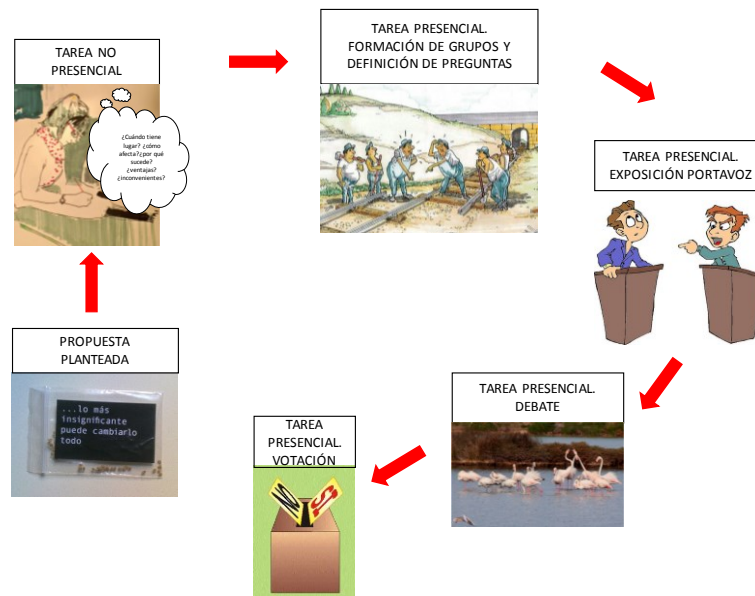 TAREA NO
PRESENCIAL
¿Cuándo tiene
lugar? ¿cómo
afecta?¿por qué
sucede?
¿ventajas?
¿inconvenientes?
TAREA PRESENCIAL.
FORMACIÓN DE GRUPOS Y
DEFINICIÓN DE PREGUNTAS
TAREA PRESENCIAL.
EXPOSICIÓN PORTAVOZ
TAREA PRESENCIAL.
DEBATE
TAREA
PRESENCIAL.
VOTACIÓN
NO
SI
PROPUESTA
PLANTEADA
...lo más
insignificante
puede cambiarlo
todo